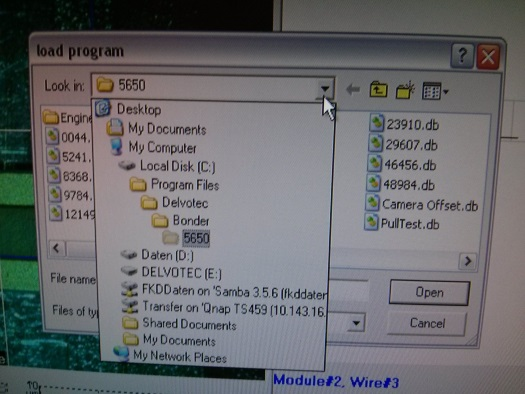 load program
Look in:
5650
Desktop
My Documents
My Computer
Local Disk (C:)
Program Files
Delvotec
Bonder
5650
Daten (D:)
DELVOTEC (E:)
FKDDaten on 'Samba 3.5.6 (fkddaten
Transfer on 'Qnap TS459 (10.143.16.
Shared Documents
My Documents
My Network Places
Engine
0044.
5241.
8368.
9784.
12149
23910.db
29607.db
46456.db
48984.db
Camera Offset.db
PullTest.db
File name
Open
Files of ty
Cancel
Module#2, Wire#3